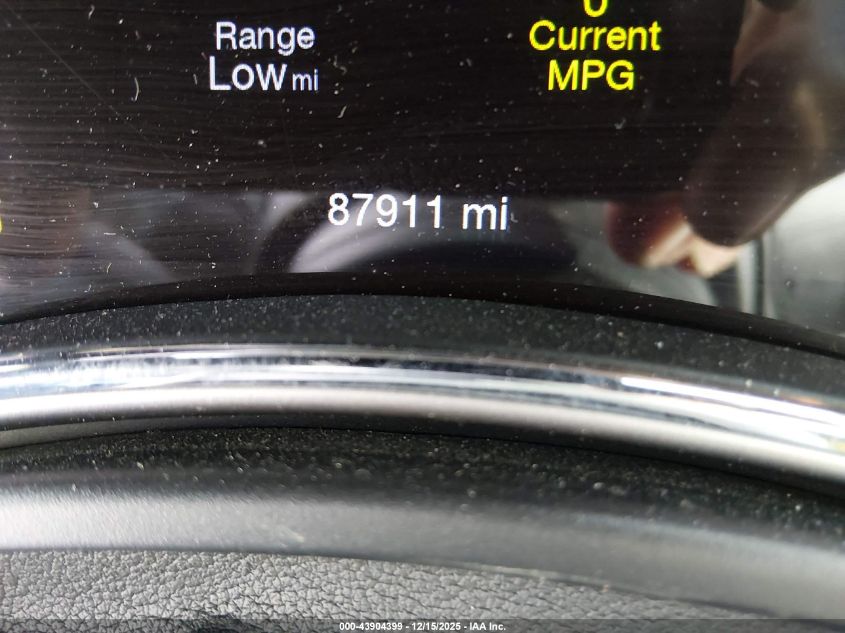 0
Range
Current
Low mi
MPG
87911 mi
000-43904399 - 12/15/2025 - IAA Inc.